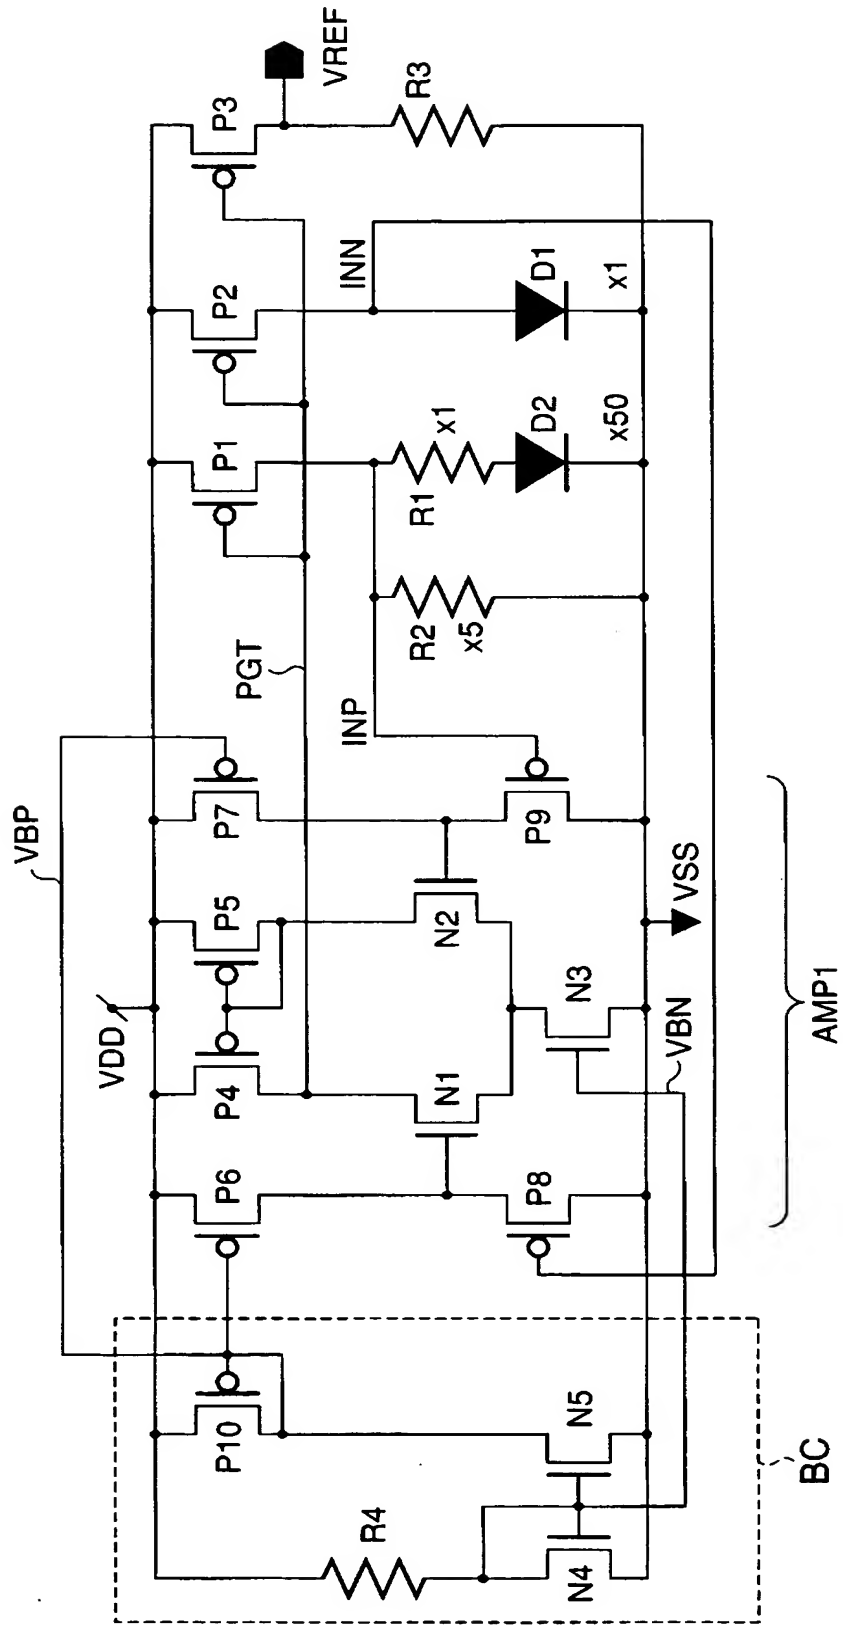 VDD
VBP
P10
P6
P4
P5
P7
P1
P2
P3
VREF
PGT
INP
INN
R4
N1
N2
R2
x5
R1
x1
R3
N4
N5
P8
N3
P9
D2
D1
x50
x1
VBN
VSS
BC
AMP1